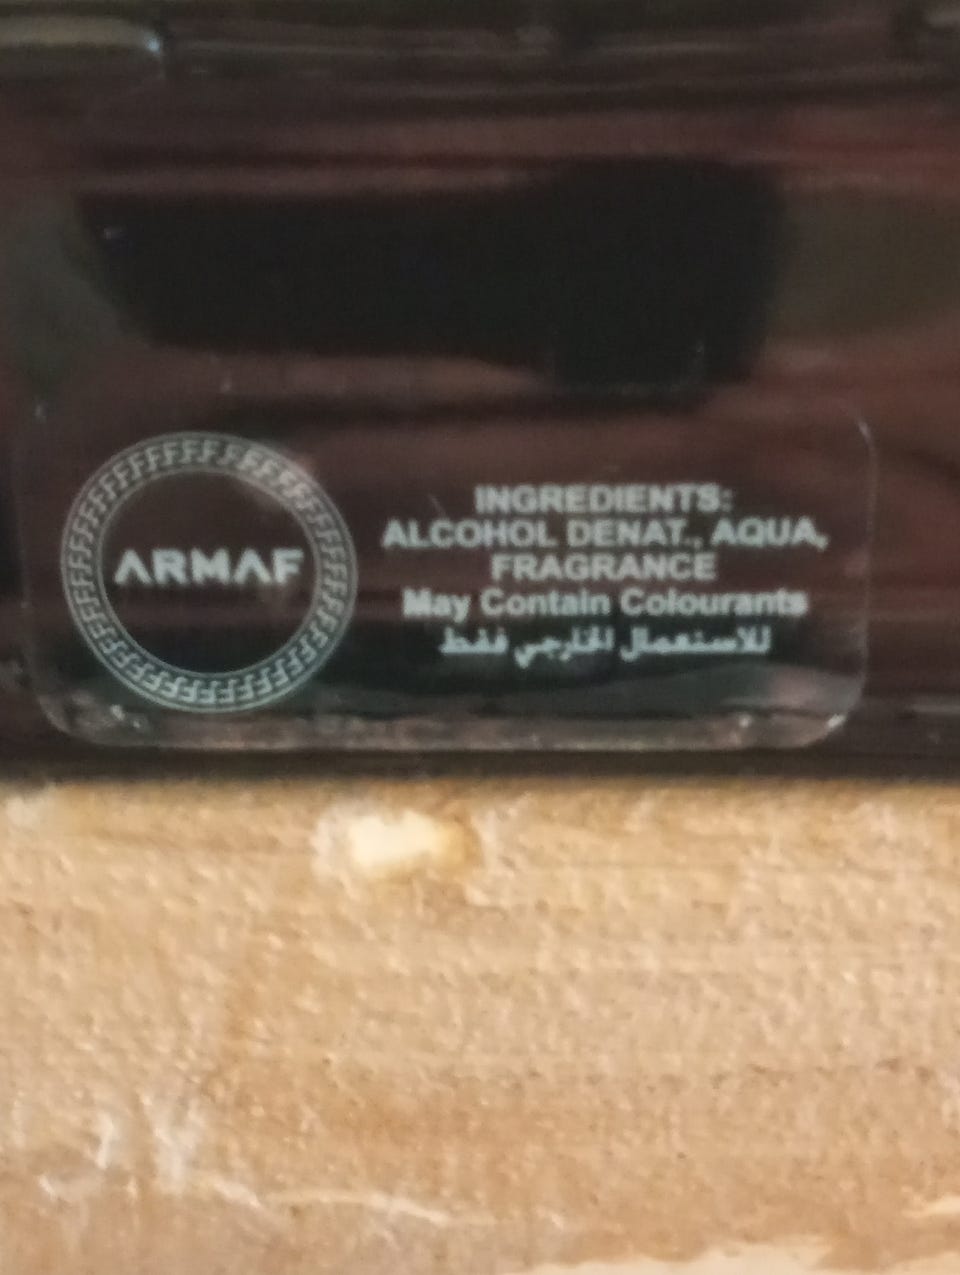 ARMAF
INGREDIENTS:
ALCOHOL DENAT., AQUA,
FRAGRANCE
May Contain Colourants
للاستعمال الخارجي فقط